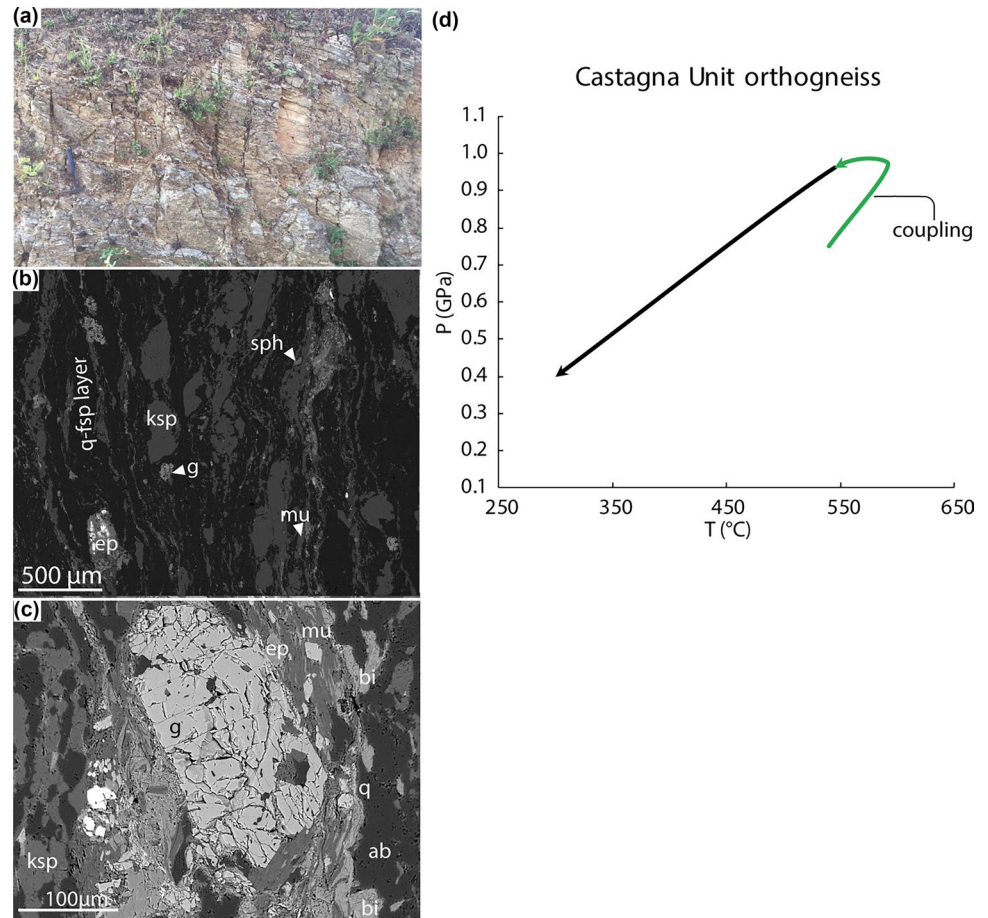 (a)
(b)
sph
q-fsp layer
ksp
g
mu
ep
500 µm
(c)
mu
ep
bi
g
q
ksp
ab
100µm
bi
(d)
Castagna Unit orthogneiss
1.1
1.0
0.9
0.8
0.7
0.6
0.5
0.4
0.3
0.2
0.1
P (GPa)
coupling
250
350
450
550
650
T (°C)